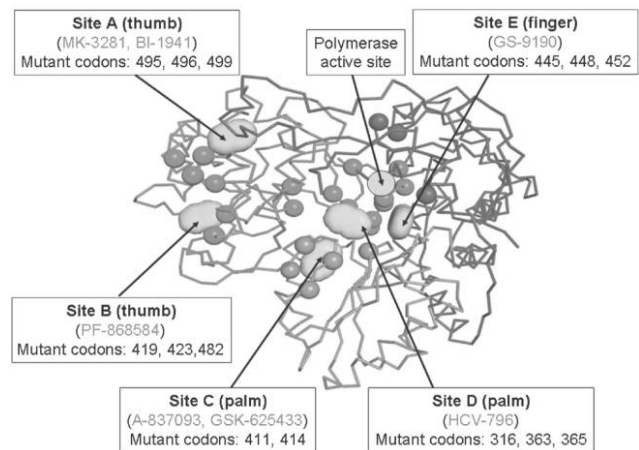 Site A (thumb)
(MK-3281, BI-1941)
Mutant codons: 495, 496, 499
Polymerase
active site
Site E (finger)
(GS-9190)
Mutant codons: 445, 448, 452
Site B (thumb)
(PF-868584)
Mutant codons: 419, 423,482
Site C (palm)
(A-837093, GSK-625433)
Mutant codons: 411, 414
Site D (palm)
(HCV-796)
Mutant codons: 316, 363, 365